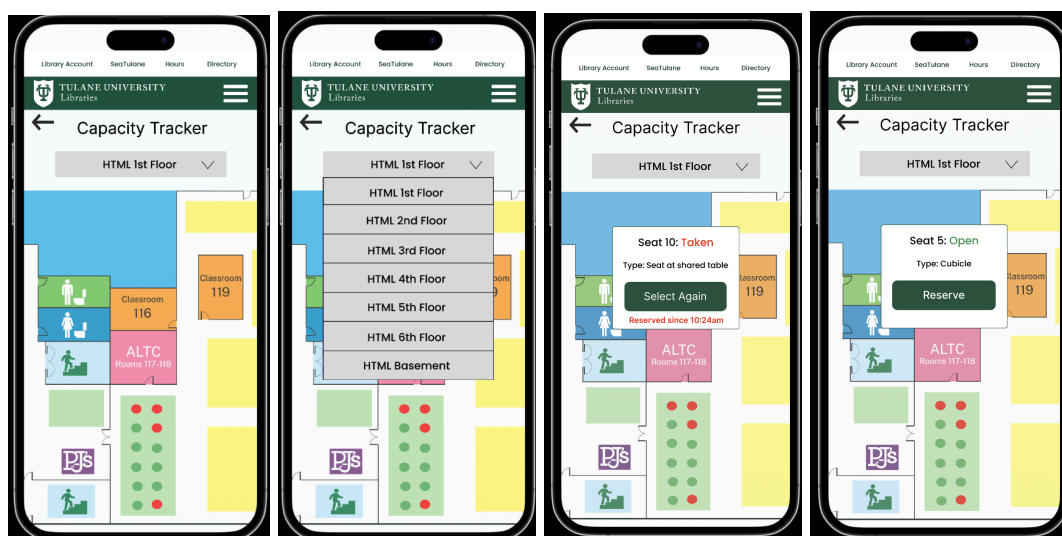 Library Account SeaTulane Hours Directory
TULANE UNIVERSITY
Libraries
Capacity Tracker
HTML 1st Floor
Classroom
119
Classroom
116
ALTC
Rooms 117-118
PJ's
Library Account SeaTulane Hours Directory
TULANE UNIVERSITY
Libraries
Capacity Tracker
HTML 1st Floor
HTML 1st Floor
HTML 2nd Floor
HTML 3rd Floor
HTML 4th Floor
HTML 5th Floor
HTML 6th Floor
HTML Basement
PJ's
Library Account SeaTulane Hours Directory
TULANE UNIVERSITY
Libraries
Capacity Tracker
HTML 1st Floor
Seat 10: Taken
Type: Seat at shared table
Select Again
Reserved since 10:24am
lassroom
119
ALTC
Rooms 117-118
PJ's
Library Account SeaTulane Hours Directory
TULANE UNIVERSITY
Libraries
Capacity Tracker
HTML 1st Floor
Seat 5: Open
Type: Cubicle
Reserve
Classroom
119
ALTC
Rooms 117-118
PJ's